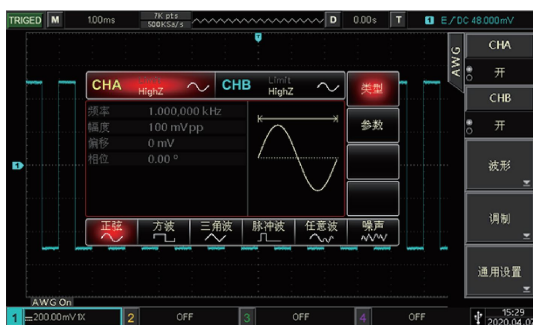 TRIGED M 1.00ms 7K pts D 0.00s T 1 E/DC 48.000mV
500KSa/s
AWG
CHA
开
CHB
开
波形
调制
通用设置
CHA HighZ CHB Limit HighZ 类型
频率 1.000,000 kHz
幅度 100 mVpp 参数
偏移 0 mV
相位 0.00 °
正弦 方波 三角波 脉冲波 任意波 噪声
1
AWG On
1 200.00mV 1X 2 OFF 3 OFF 4 OFF 15:29
2020.04.07